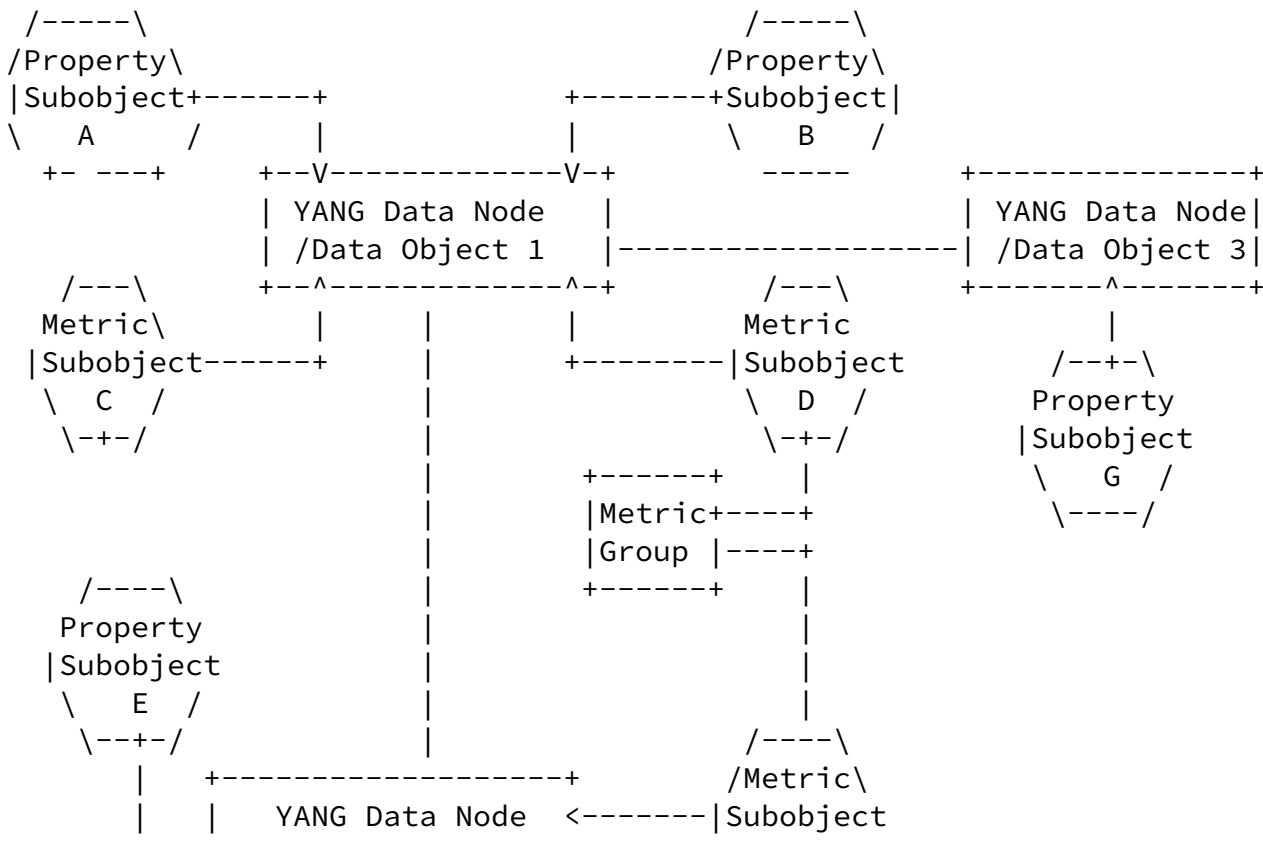 /-----\                                 /-----\
/Property\                             /Property\
|Subobject+------+             +-------+Subobject|
\   A     /      |             |        \   B   /
  +- ---+     +--V-------------V-+        -----      +---------------+
              | YANG Data Node   |                   | YANG Data Node|
              | /Data Object 1   |-------------------| /Data Object 3|
   /---\      +--^-------------^-+        /---\      +-------^-------+
  Metric\        |     |       |         Metric              |
 |Subobject------+     |       +--------|Subobject        /--+-\
  \  C  /              |                 \  D  /         Property
   \-+-/               |                  \-+-/         |Subobject
                       |        +------+    |            \   G  /
                       |        |Metric+----+             \----/
                       |        |Group |----+
    /----\             |        +------+    |
   Property            |                    |
  |Subobject           |                    |
   \   E  /            |                    |
    \--+-/             |                 /----\
       |   +-------------------+        /Metric\
       |   |   YANG Data Node  <-------|Subobject